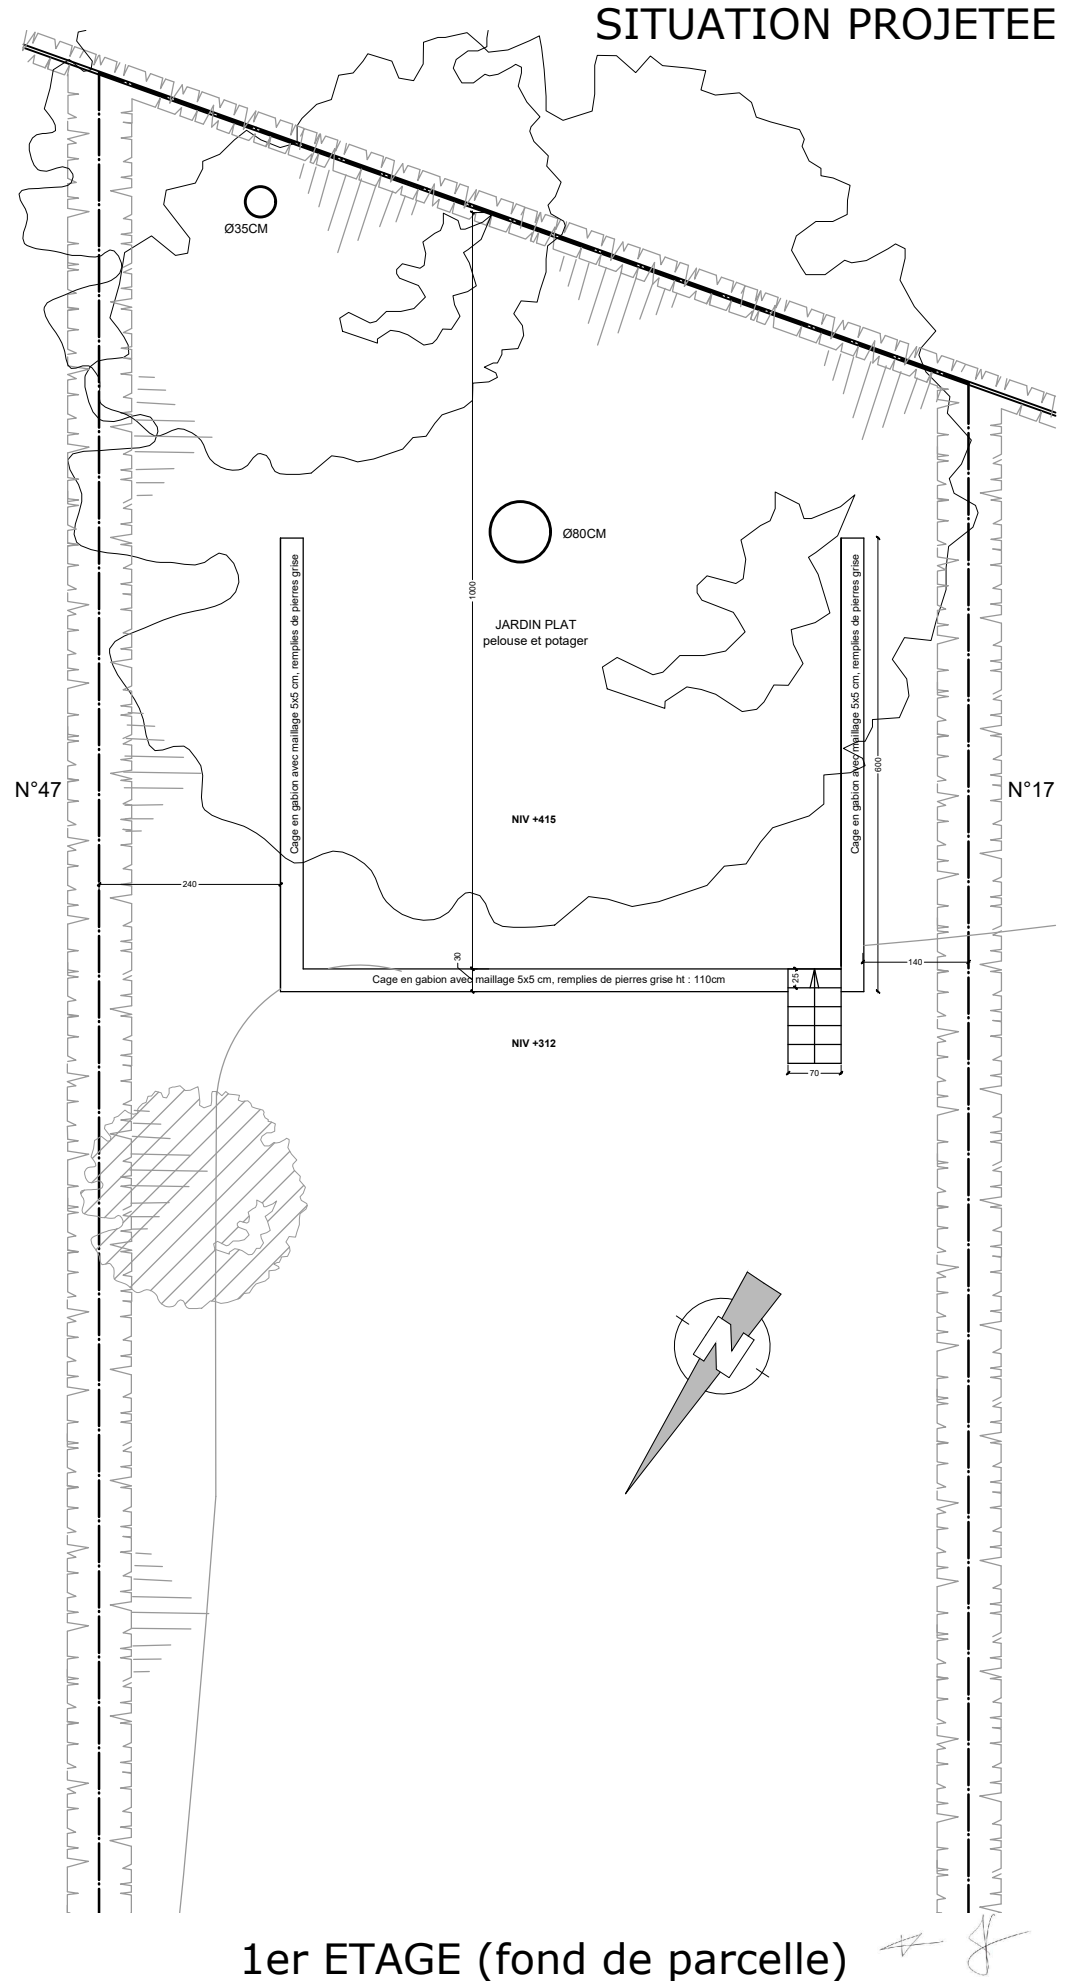 SITUATION PROJETEE
Ø35CM
Ø80CM
1000
JARDIN PLAT
pelouse et potager
Cage en gabion avec maillage 5x5 cm, remplies de pierres grise
Cage en gabion avec maillage 5x5 cm, remplies de pierres grise
600
N°47
N°17
NIV +415
240
30
140
25
Cage en gabion avec maillage 5x5 cm, remplies de pierres grise ht : 110cm
NIV +312
70
N
1er ETAGE (fond de parcelle)